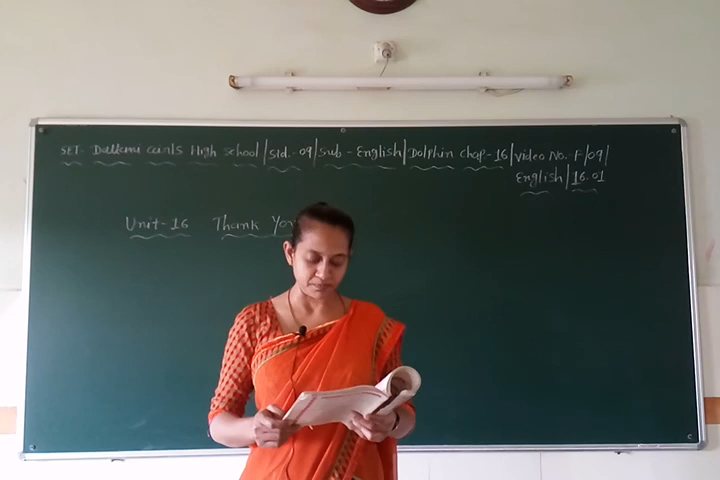 SET- Dullerai Girls High school / Std.- 09 / Sub - English / Dolphin Chap - 16 / Video No. - F/09/
English / 16.01
Unit-16 Thank You